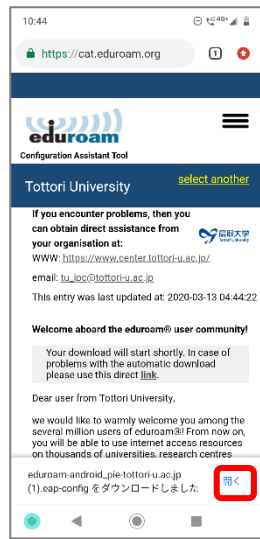 10:44
4G+
https://cat.eduroam.org
1
eduroam
Configuration Assistant Tool
Tottori University
select another
If you encounter problems, then you
can obtain direct assistance from
your organisation at:
鳥取大学
Tottori University
WWW: https://www.center.tottori-u.ac.jp/
email: tu_ipc@tottori-u.ac.jp
This entry was last updated at: 2020-03-13 04:44:22
Welcome aboard the eduroam® user community!
Your download will start shortly. In case of
problems with the automatic download
please use this direct link.
Dear user from Tottori University,
we would like to warmly welcome you among the
several million users of eduroam®! From now on,
you will be able to use internet access resources
on thousands of universities, research centres
eduroam-android_pie-tottori-u.ac.jp
(1).eap-config をダウンロードしました
開く